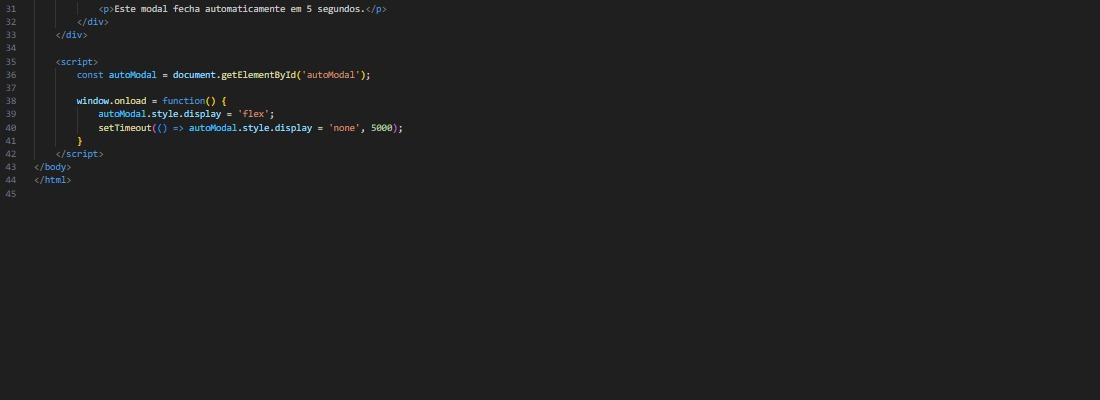 31 <p>Este modal fecha automaticamente em 5 segundos.</p>
32 </div>
33 </div>
34
35 <script>
36 const autoModal = document.getElementById('autoModal');
37
38 window.onload = function() {
39 autoModal.style.display = 'flex';
40 setTimeout(() => autoModal.style.display = 'none', 5000);
41 }
42 </script>
43 </body>
44 </html>
45